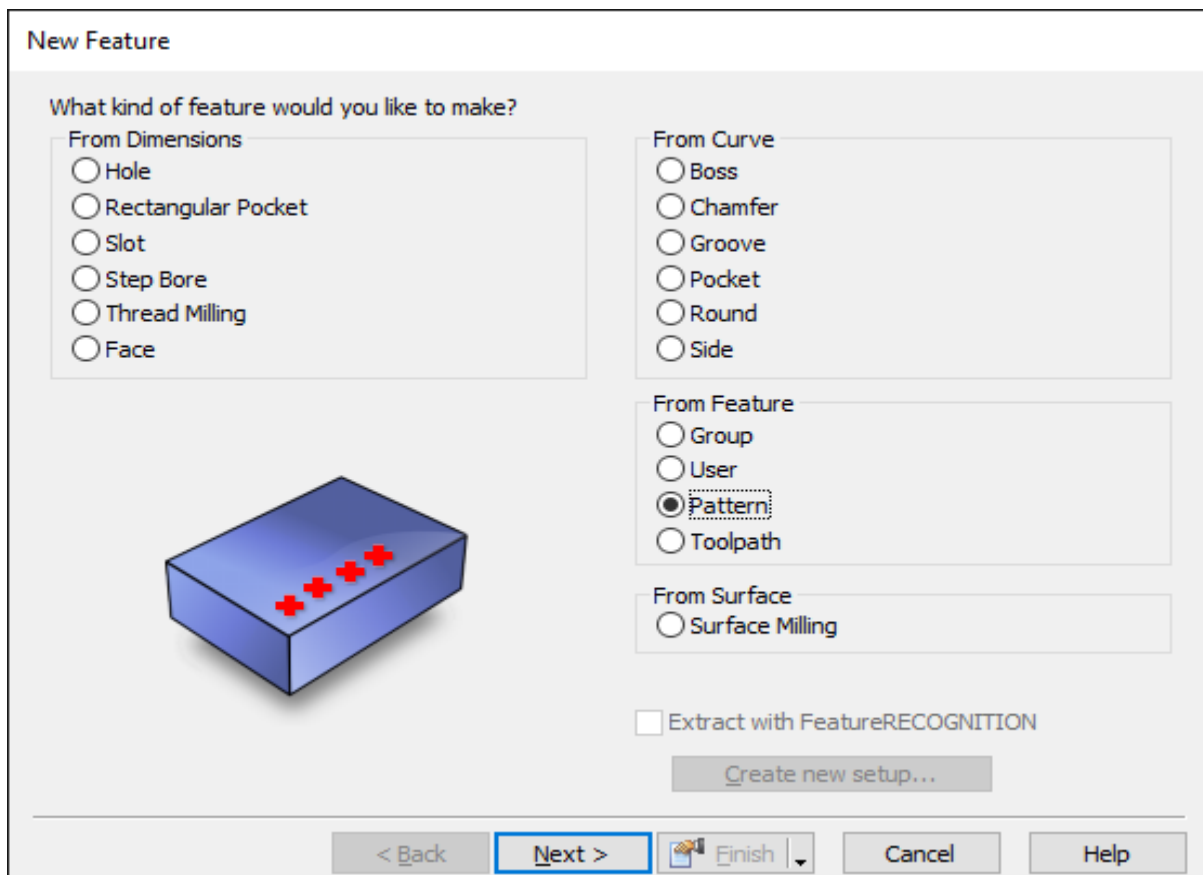 New Feature
What kind of feature would you like to make?
From Dimensions
Hole
Rectangular Pocket
Slot
Step Bore
Thread Milling
Face
From Curve
Boss
Chamfer
Groove
Pocket
Round
Side
From Feature
Group
User
Pattern
Toolpath
From Surface
Surface Milling
Extract with FeatureRECOGNITION
Create new setup...
< Back
Next >
Finish
Cancel
Help